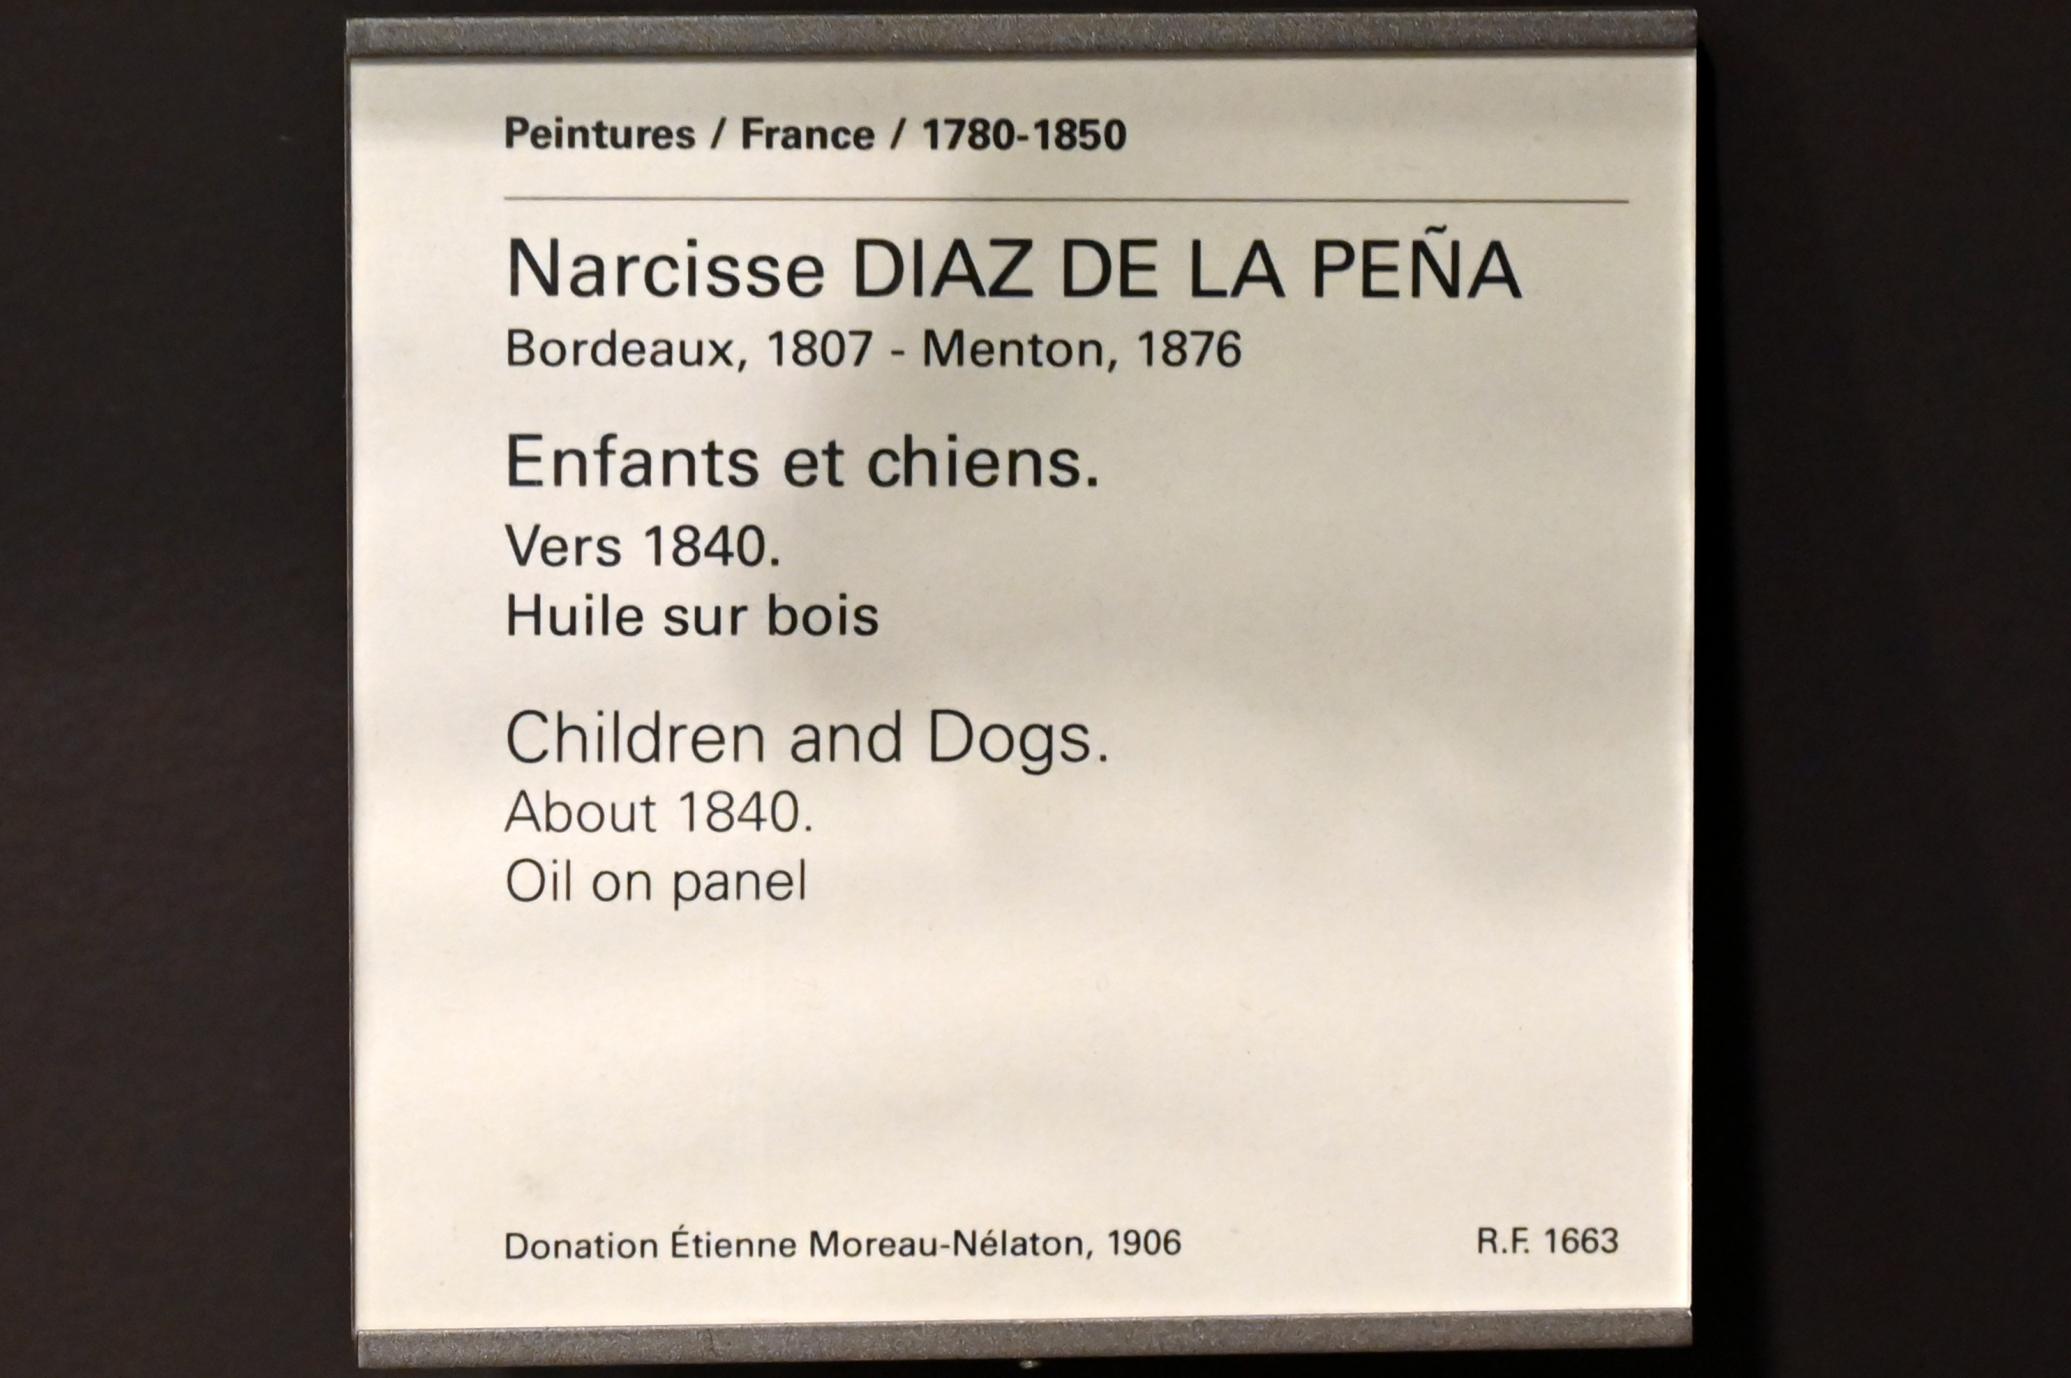 Peintures / France / 1780-1850
Narcisse DIAZ DE LA PEÑA
Bordeaux, 1807 - Menton, 1876
Enfants et chiens.
Vers 1840.
Huile sur bois
Children and Dogs.
About 1840.
Oil on panel
Donation Étienne Moreau-Nélaton, 1906 R.F. 1663